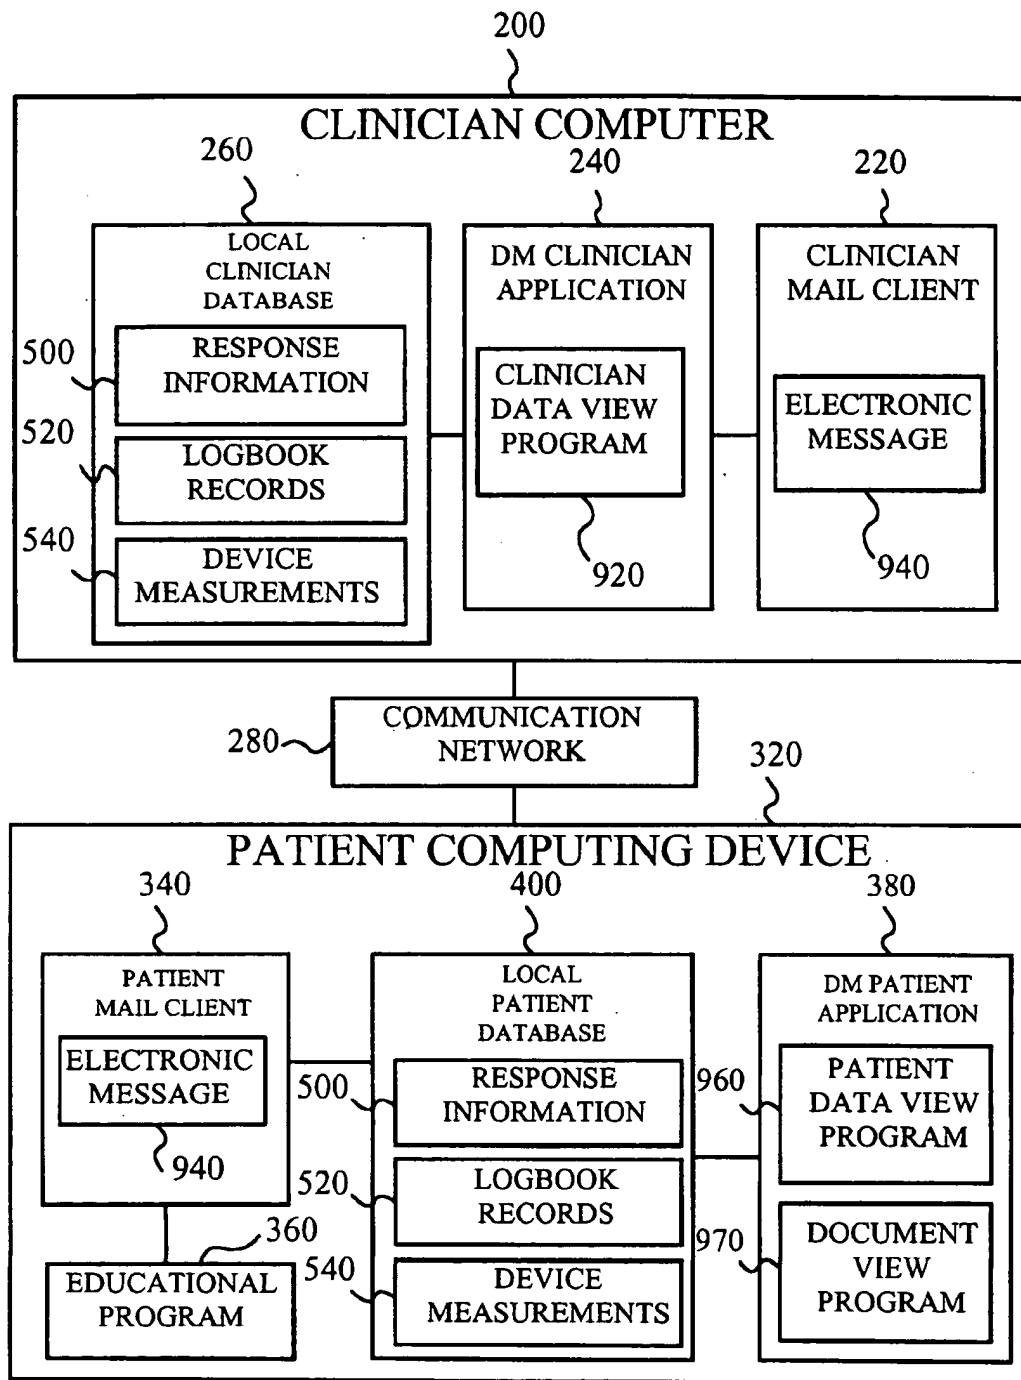 200
CLINICIAN COMPUTER
260
240
220
LOCAL
CLINICIAN
DATABASE
500
RESPONSE
INFORMATION
520
LOGBOOK
RECORDS
540
DEVICE
MEASUREMENTS
DM CLINICIAN
APPLICATION
CLINICIAN
DATA VIEW
PROGRAM
920
CLINICIAN
MAIL CLIENT
ELECTRONIC
MESSAGE
940
280
COMMUNICATION
NETWORK
320
PATIENT COMPUTING DEVICE
340
400
380
PATIENT
MAIL CLIENT
ELECTRONIC
MESSAGE
940
360
EDUCATIONAL
PROGRAM
LOCAL
PATIENT
DATABASE
500
RESPONSE
INFORMATION
520
LOGBOOK
RECORDS
540
DEVICE
MEASUREMENTS
DM PATIENT
APPLICATION
960
PATIENT
DATA VIEW
PROGRAM
970
DOCUMENT
VIEW
PROGRAM